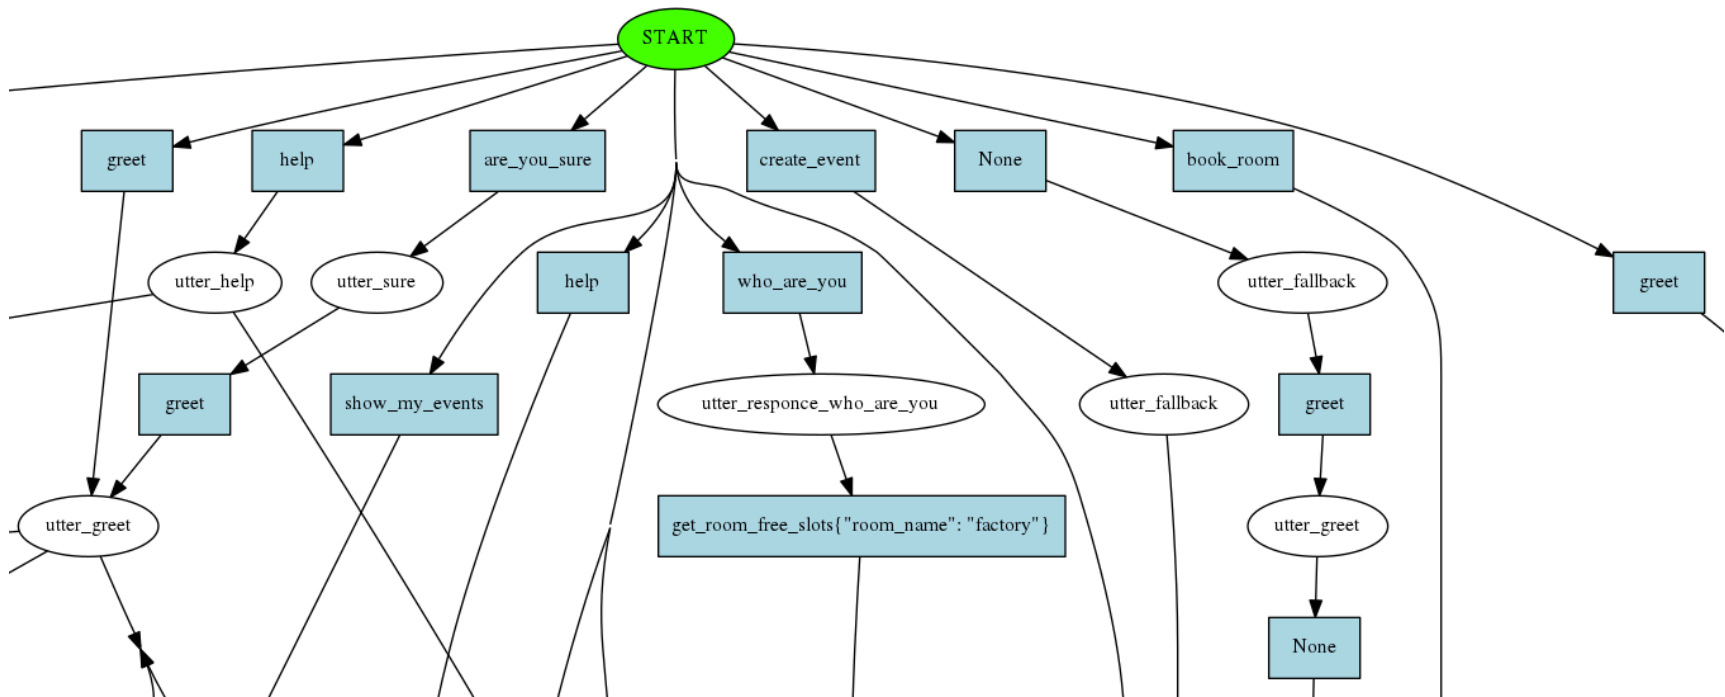 START
greet
help
are_you_sure
create_event
None
book_room
utter_help
utter_sure
help
who_are_you
utter_fallback
greet
greet
show_my_events
utter_responce_who_are_you
utter_fallback
greet
utter_greet
get_room_free_slots{"room_name": "factory"}
utter_greet
None